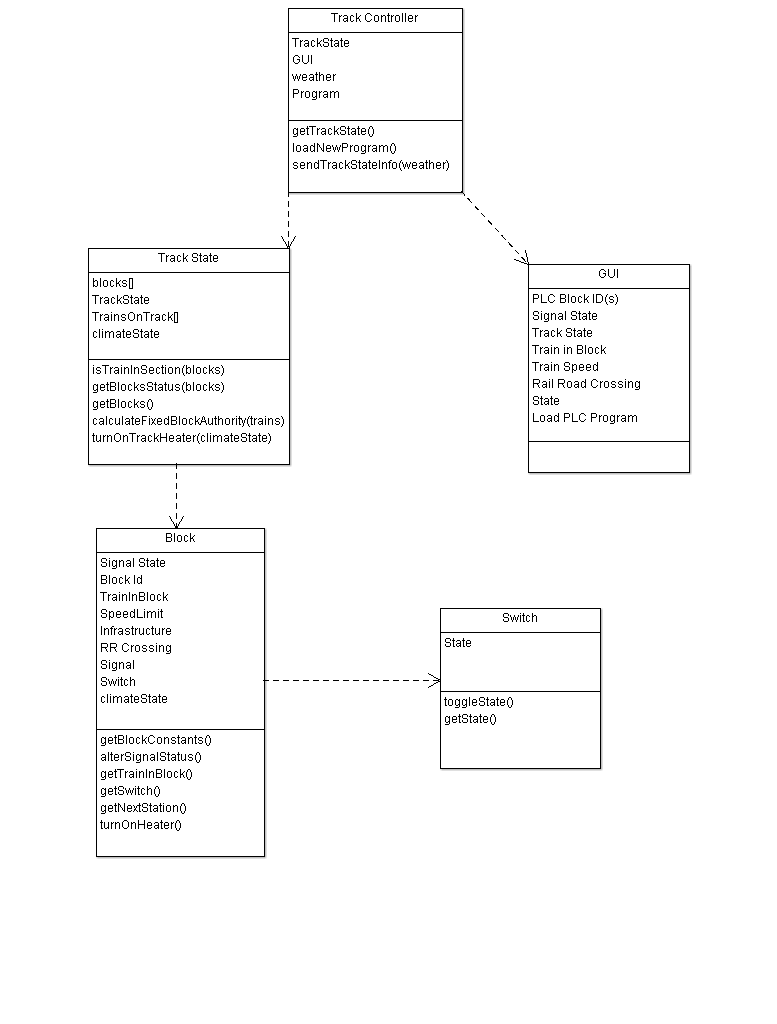 Track Controller
TrackState
GUI
weather
Program
getTrackState()
loadNewProgram()
sendTrackStateInfo(weather)
Track State
blocks[]
TrackState
TrainsOnTrack[]
climateState
isTrainInSection(blocks)
getBlocksStatus(blocks)
getBlocks()
calculateFixedBlockAuthority(trains)
turnOnTrackHeater(climateState)
GUI
PLC Block ID(s)
Signal State
Track State
Train in Block
Train Speed
Rail Road Crossing
State
Load PLC Program
Block
Signal State
Block Id
TrainInBlock
SpeedLimit
Infrastructure
RR Crossing
Signal
Switch
climateState
getBlockConstants()
alterSignalStatus()
getTrainInBlock()
getSwitch()
getNextStation()
turnOnHeater()
Switch
State
toggleState()
getState()